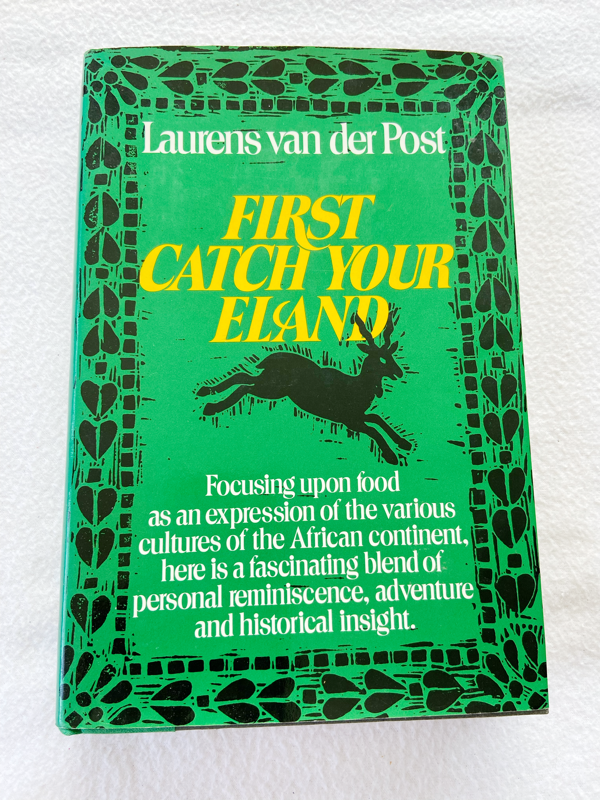 Laurens van der Post
FIRST
CATCH YOUR
ELAND
Focusing upon food
as an expression of the various
cultures of the African continent,
here is a fascinating blend of
personal reminiscence, adventure
and historical insight.